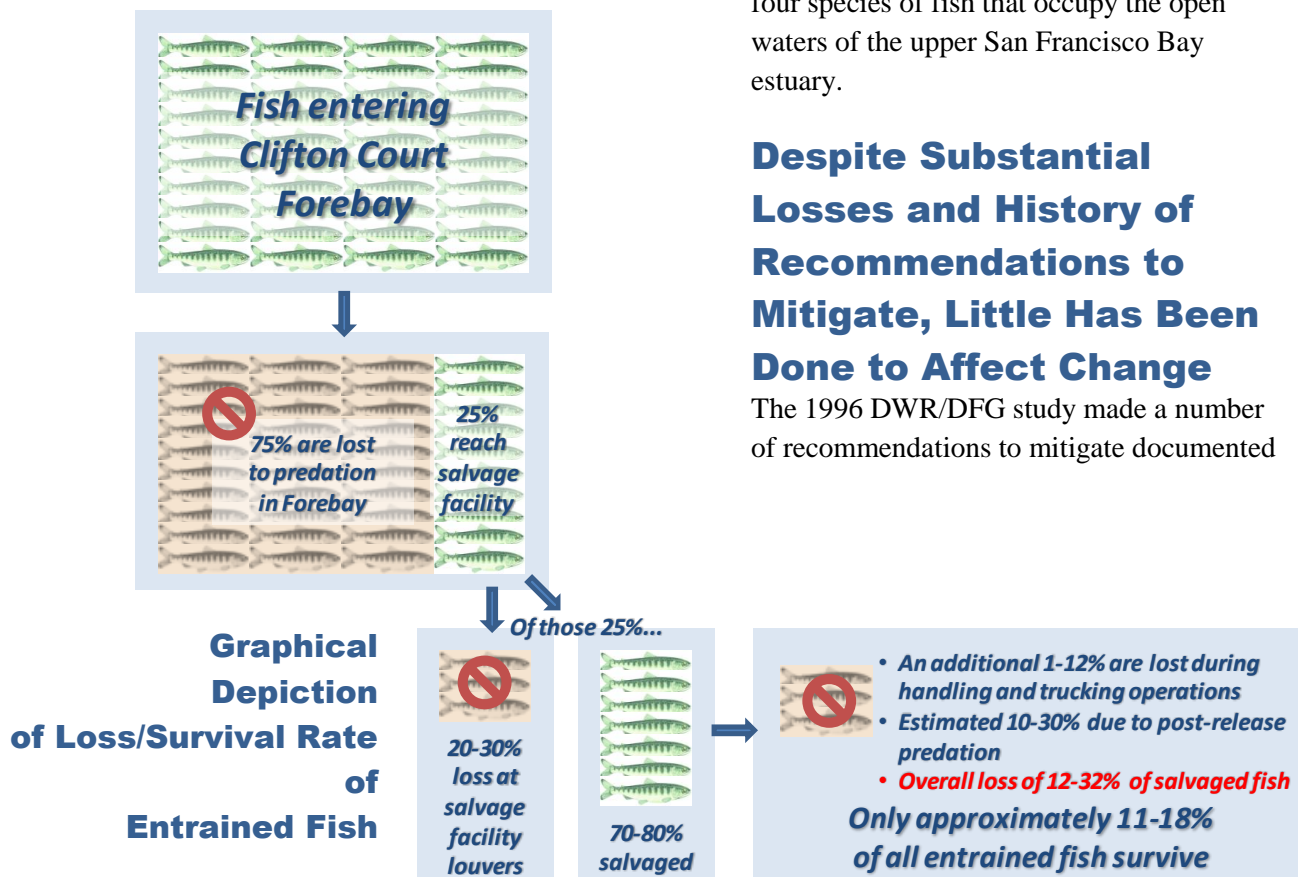 four species of fish that occupy the open
waters of the upper San Francisco Bay
estuary.
Despite Substantial
Losses and History of
Recommendations to
Mitigate, Little Has Been
Done to Affect Change
The 1996 DWR/DFG study made a number
of recommendations to mitigate documented
Fish entering
Clifton Court
Forebay
75% are lost
to predation
in Forebay
25%
reach
salvage
facility
Graphical
Depiction
of Loss/Survival Rate
of
Entrained Fish
Of those 25%...
20-30%
loss at
salvage
facility
louvers
70-80%
salvaged
• An additional 1-12% are lost during
handling and trucking operations
• Estimated 10-30% due to post-release
predation
• Overall loss of 12-32% of salvaged fish
Only approximately 11-18%
of all entrained fish survive